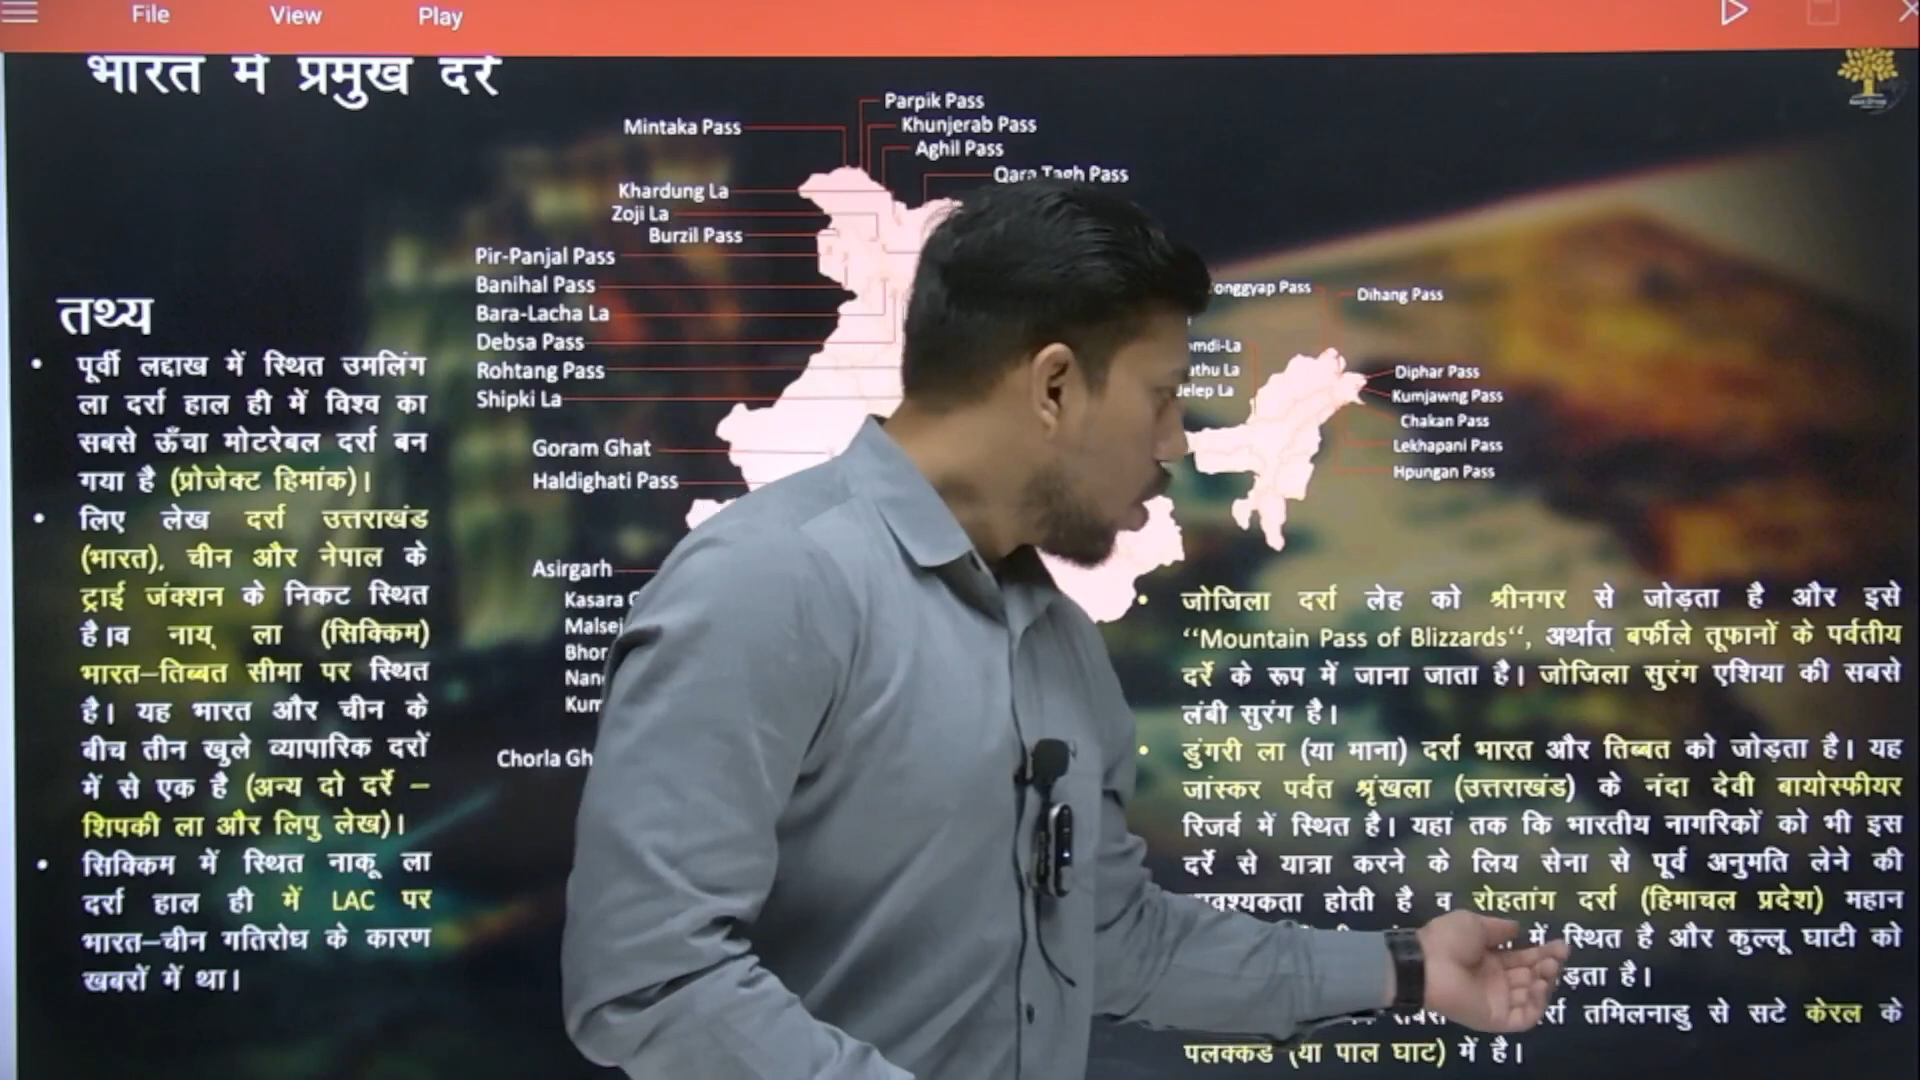 File View Play
भारत में प्रमुख दर्रे
Parpik Pass
Mintaka Pass
Khunjerab Pass
Aghil Pass
Qara Tagh Pass
Khardung La
Zoji La
Burzil Pass
Pir-Panjal Pass
Banihal Pass
Bara-Lacha La
Debsa Pass
Rohtang Pass
Shipki La
Goram Ghat
Haldighati Pass
Asirgarh
Kasara
Chorla
Pass
Dihang Pass
La
Diphar Pass
Kumjawng Pass
Chakan Pass
Lekhapani Pass
Hpungan Pass
तथ्य
• पूर्वी लद्दाख में स्थित उमलिंग
ला दर्रा हाल ही में विश्व का
सबसे ऊँचा मोटरेबल दर्रा बन
गया है (प्रोजेक्ट हिमांक)।
• लिए लेख दर्रा उत्तराखंड
(भारत), चीन और नेपाल के
ट्राई जंक्शन के निकट स्थित
है।व नाय् ला (सिक्किम)
भारत–तिब्बत सीमा पर स्थित
है। यह भारत और चीन के
बीच तीन खुले व्यापारिक दर्रों
में से एक है (अन्य दो दर्रे –
शिपकी ला और लिपु लेख)।
• सिक्किम में स्थित नाकू ला
दर्रा हाल ही में LAC पर
भारत–चीन गतिरोध के कारण
खबरों में था।
• जोजिला दर्रा लेह को श्रीनगर से जोड़ता है और इसे
‘‘Mountain Pass of Blizzards‘‘, अर्थात् बर्फीले तूफानों के पर्वतीय
दर्रे के रूप में जाना जाता है। जोजिला सुरंग एशिया की सबसे
लंबी सुरंग है।
• डुंगरी ला (या माना) दर्रा भारत और तिब्बत को जोड़ता है। यह
जांस्कर पर्वत श्रृंखला (उत्तराखंड) के नंदा देवी बायोस्फीयर
रिजर्व में स्थित है। यहां तक कि भारतीय नागरिकों को भी इस
दर्रे से यात्रा करने के लिय सेना से पूर्व अनुमति लेने की
होती है व रोहतांग दर्रा (हिमाचल प्रदेश) महान
में स्थित है और कुल्लू घाटी को
है।
तमिलनाडु से सटे केरल के
पलक्कड (या पाल घाट) में है।